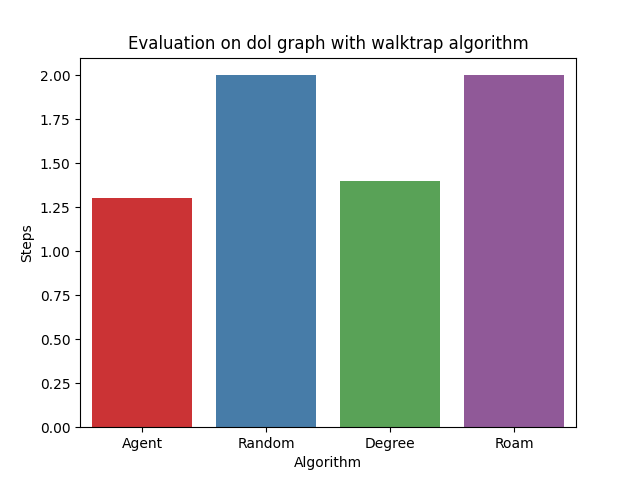 Evaluation on dol graph with walktrap algorithm
2.00
1.75
1.50
1.25
1.00
0.75
0.50
0.25
0.00
Steps
Agent Random Degree Roam
Algorithm